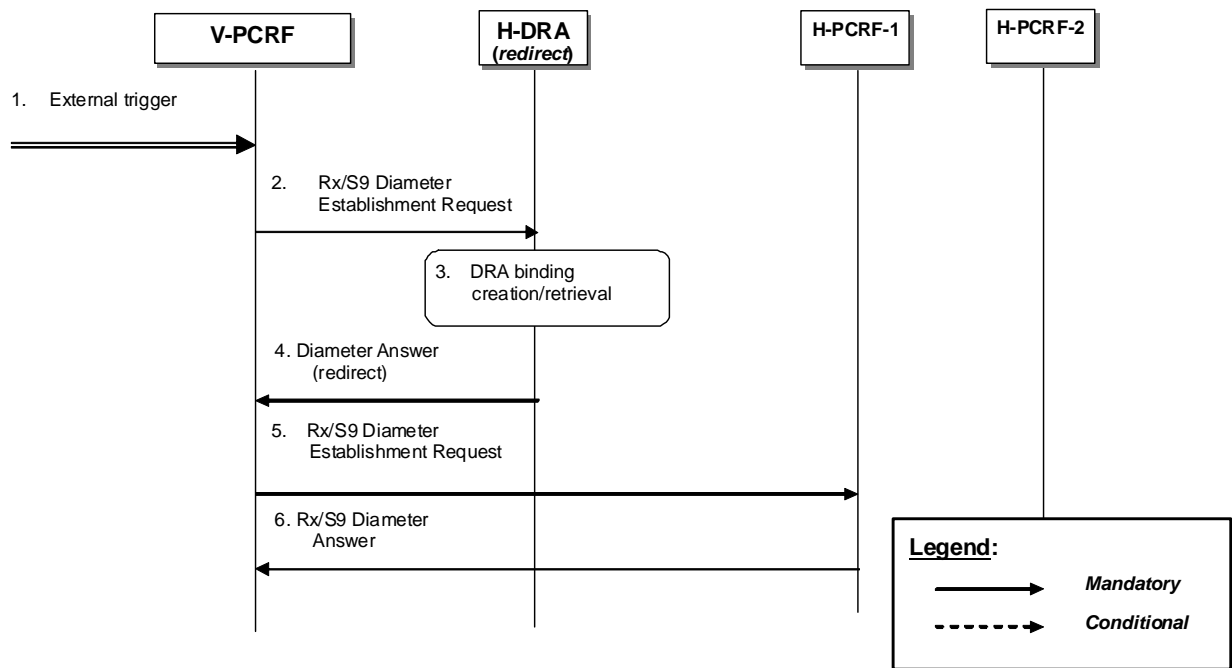 V-PCRF
H-DRA
(redirect)
H-PCRF-1
H-PCRF-2
1. External trigger
2. Rx/S9 Diameter
Establishment Request
3. DRA binding
creation/retrieval
4. Diameter Answer
(redirect)
5. Rx/S9 Diameter
Establishment Request
6. Rx/S9 Diameter
Answer
Legend:
Mandatory
Conditional